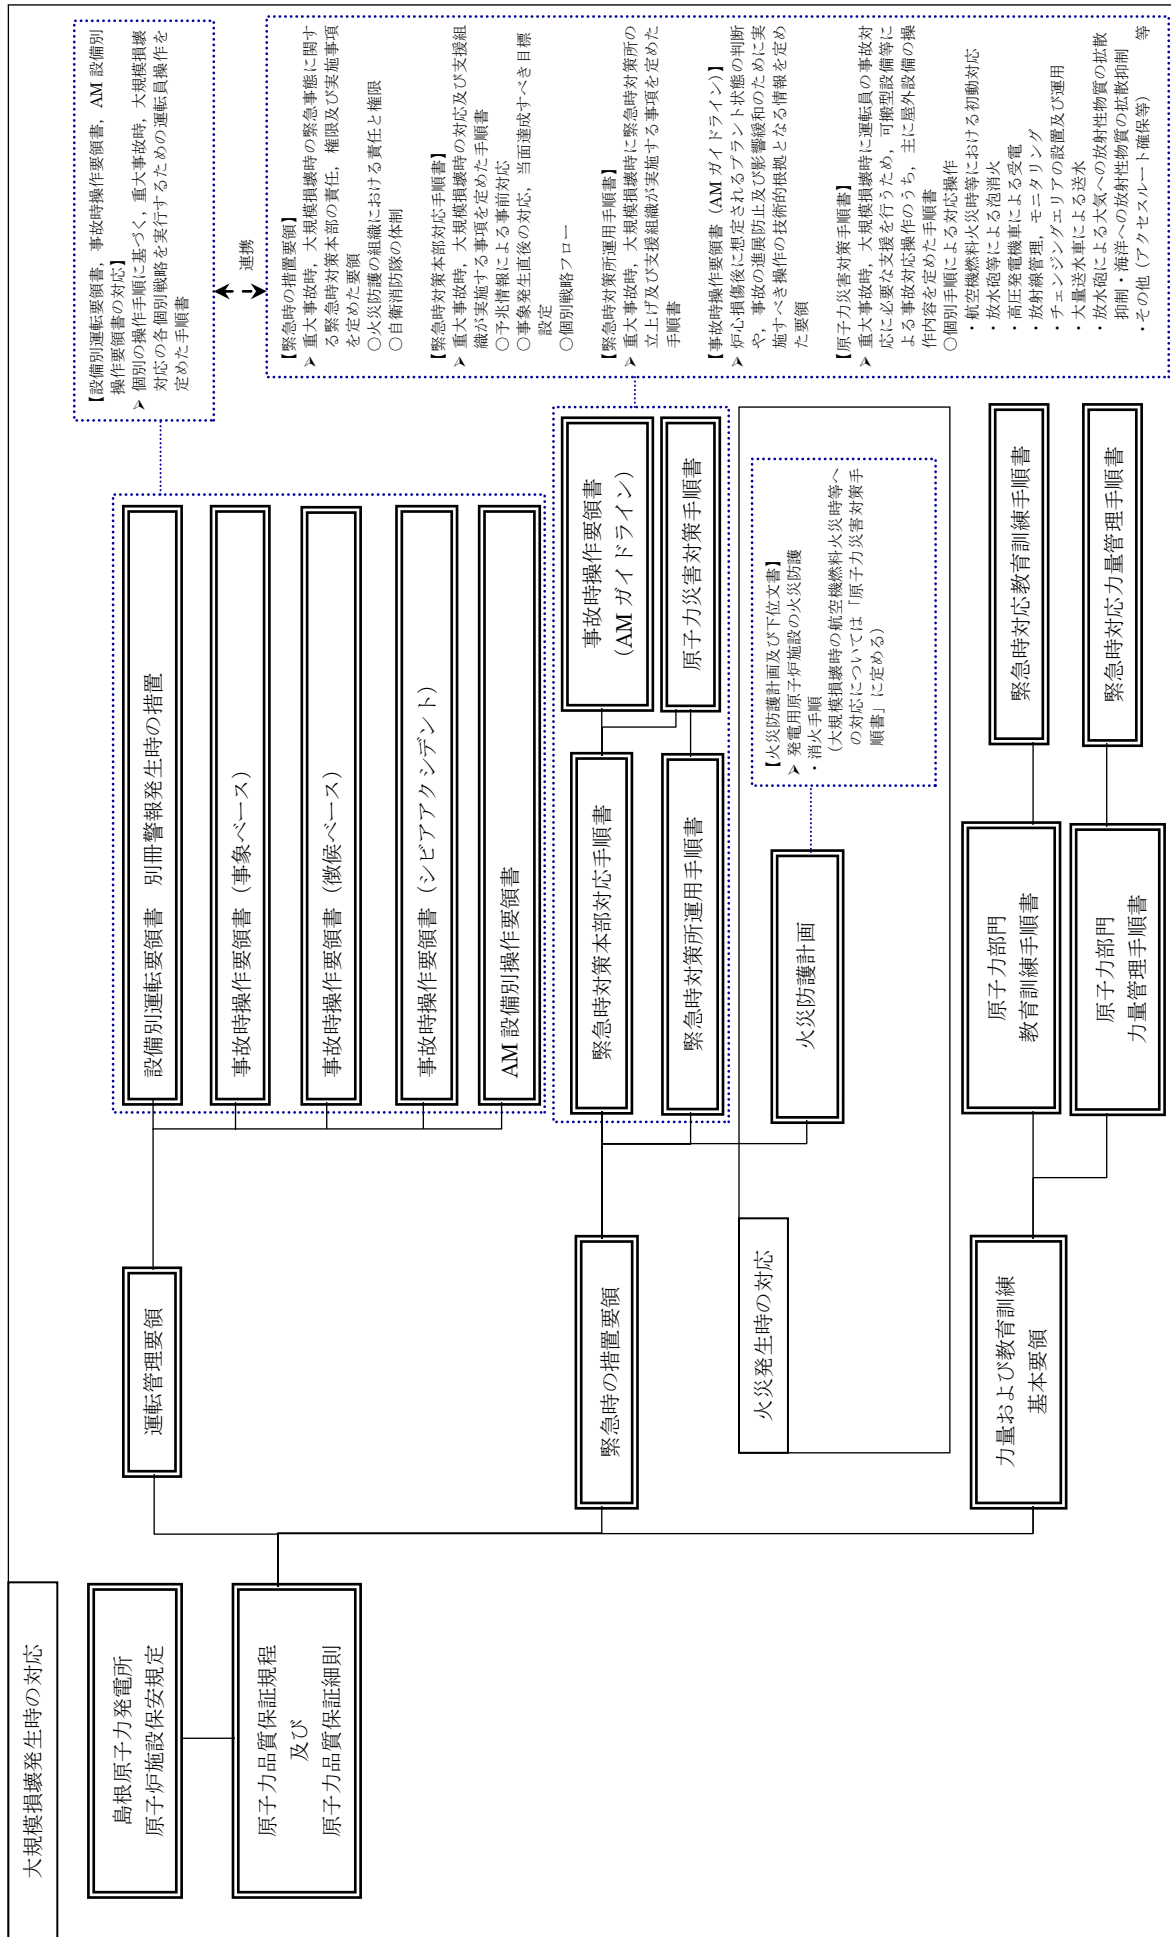 大規模損壊発生時の対応
島根原子力発電所
原子炉施設保安規定
原子力品質保証規程
及び
原子力品質保証細則
運転管理要領
緊急時の措置要領
火災発生時の対応
力量および教育訓練
基本要領
設備別運転要領書　別冊警報発生時の措置
事故時操作要領書（事象ベース）
事故時操作要領書（徴候ベース）
事故時操作要領書（シビアアクシデント）
AM 設備別操作要領書
緊急時対策本部対応手順書
緊急時対策所運用手順書
火災防護計画
原子力部門
教育訓練手順書
原子力部門
力量管理手順書
事故時操作要領書
（AM ガイドライン）
原子力災害対策手順書
【火災防護計画及び下位文書】
➤ 発電用原子炉施設の火災防護
・消火手順
（大規模損壊時の航空機燃料火災時等へ
の対応については「原子力災害対策手
順書」に定める）
緊急時対応教育訓練手順書
緊急時対応力量管理手順書
【設備別運転要領書，事故時操作要領書，AM 設備別
操作要領書の対応】
➤ 個別の操作手順に基づく，重大事故時，大規模損壊
対応の各個別戦略を実行するための運転員操作を
定めた手順書
連携
【緊急時の措置要領】
➤ 重大事故時，大規模損壊時の緊急事態に関す
る緊急時対策本部の責任，権限及び実施事項
を定めた要領
○火災防護の組織における責任と権限
○自衛消防隊の体制
【緊急時対策本部対応手順書】
➤ 重大事故時，大規模損壊時の対応及び支援組
織が実施する事項を定めた手順書
○予兆情報による事前対応
○事象発生直後の対応，当面達成すべき目標
設定
○個別戦略フロー
【緊急時対策所運用手順書】
➤ 重大事故時，大規模損壊時に緊急時対策所の
立上げ及び支援組織が実施する事項を定めた
手順書
【事故時操作要領書（AM ガイドライン）】
➤ 炉心損傷後に想定されるプラント状態の判断
や，事故の進展防止及び影響緩和のために実
施すべき操作の技術的根拠となる情報を定め
た要領
【原子力災害対策手順書】
➤ 重大事故時，大規模損壊時に運転員の事故対
応に必要な支援を行うため，可搬型設備等に
よる事故対応操作のうち，主に屋外設備の操
作内容を定めた手順書
○個別手順による対応操作
・航空機燃料火災時等における初動対応
・放水砲等による泡消火
・高圧発電機車による受電
放射線管理，モニタリング
・チェンジングエリアの設置及び運用
・大量送水車による送水
・放水砲による大気への放射性物質の拡散
抑制・海洋への放射性物質の拡散抑制
・その他（アクセスルート確保等）　等